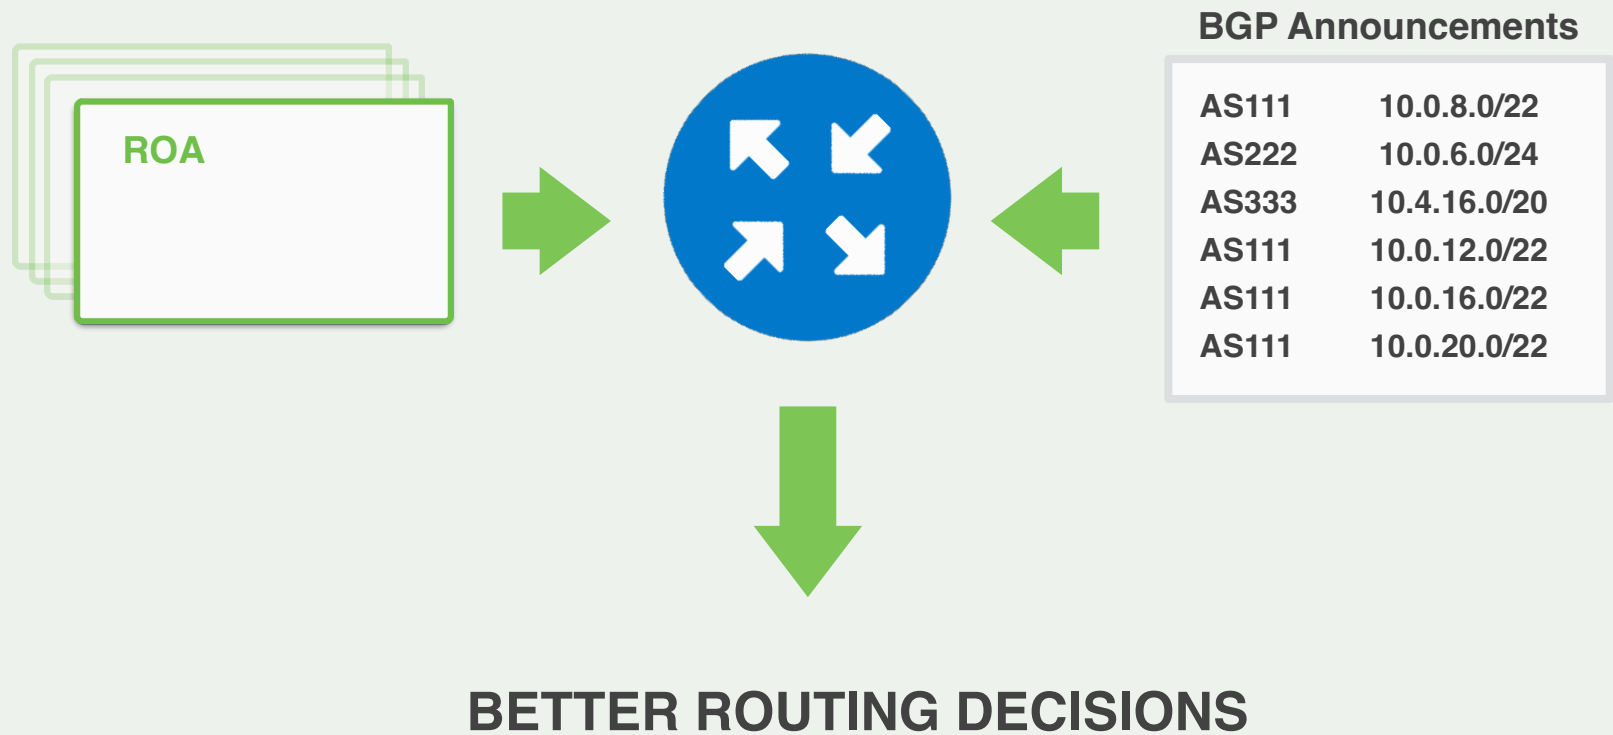 BGP Announcements
ROA
AS111 10.0.8.0/22
AS222 10.0.6.0/24
AS333 10.4.16.0/20
AS111 10.0.12.0/22
AS111 10.0.16.0/22
AS111 10.0.20.0/22
BETTER ROUTING DECISIONS